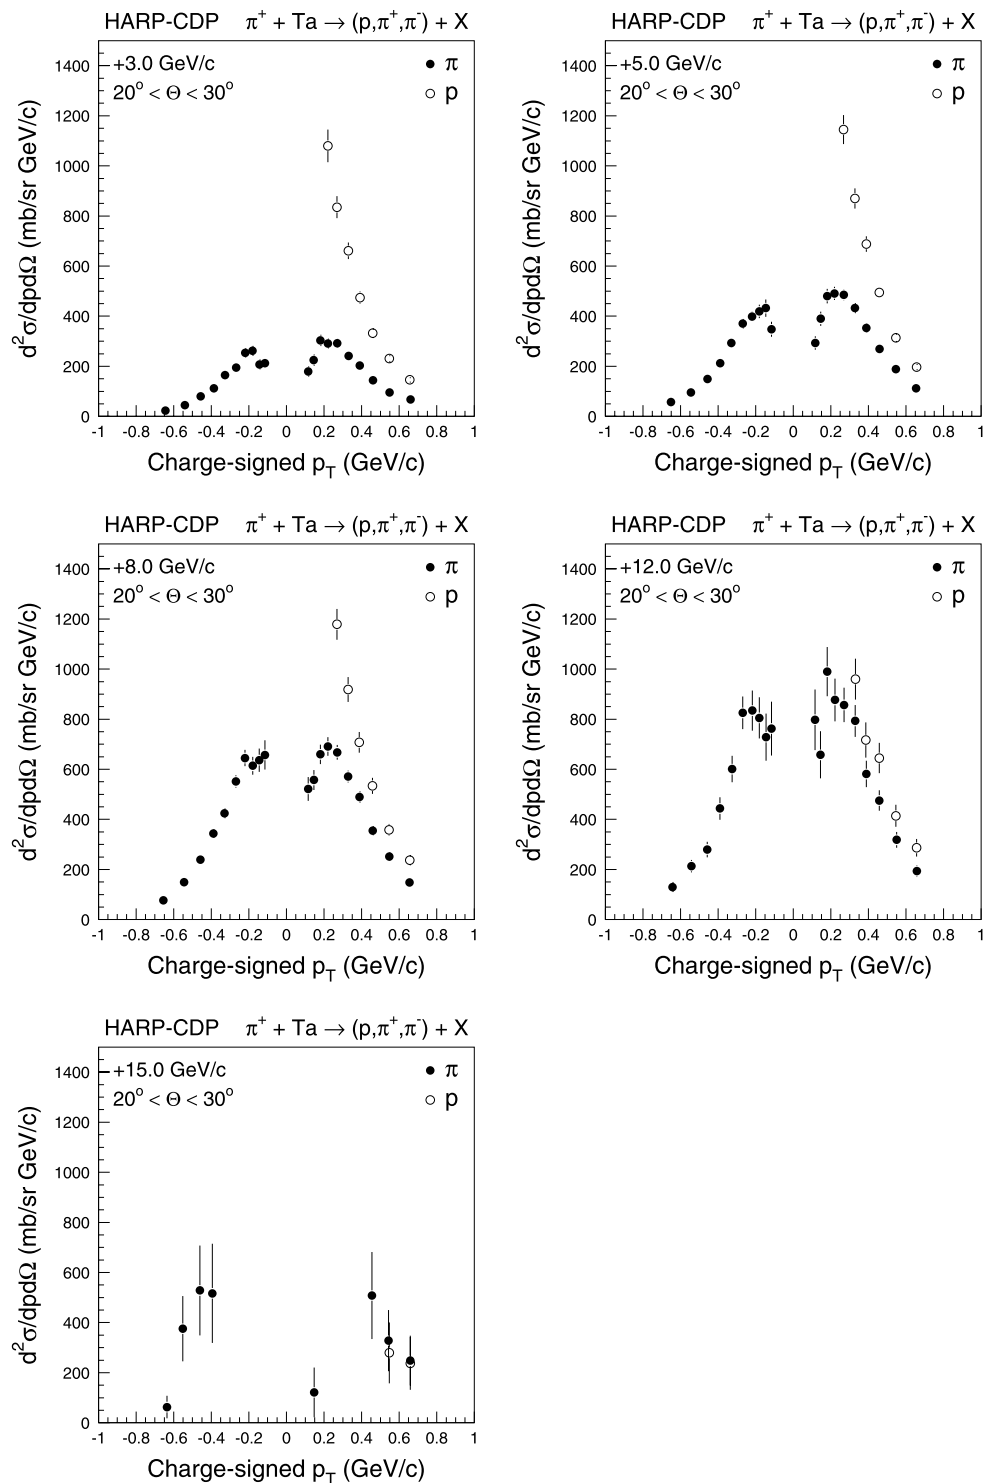 HARP-CDP π⁺ + Ta → (p,π⁺,π⁻) + X
+3.0 GeV/c
20° < Θ < 30°
π
p
d²σ/dpdΩ (mb/sr GeV/c)
1400
1200
1000
800
600
400
200
0
-1 -0.8 -0.6 -0.4 -0.2 0 0.2 0.4 0.6 0.8 1
Charge-signed p_T (GeV/c)
HARP-CDP π⁺ + Ta → (p,π⁺,π⁻) + X
+5.0 GeV/c
20° < Θ < 30°
π
p
d²σ/dpdΩ (mb/sr GeV/c)
1400
1200
1000
800
600
400
200
0
-1 -0.8 -0.6 -0.4 -0.2 0 0.2 0.4 0.6 0.8 1
Charge-signed p_T (GeV/c)
HARP-CDP π⁺ + Ta → (p,π⁺,π⁻) + X
+8.0 GeV/c
20° < Θ < 30°
π
p
d²σ/dpdΩ (mb/sr GeV/c)
1400
1200
1000
800
600
400
200
0
-1 -0.8 -0.6 -0.4 -0.2 0 0.2 0.4 0.6 0.8 1
Charge-signed p_T (GeV/c)
HARP-CDP π⁺ + Ta → (p,π⁺,π⁻) + X
+12.0 GeV/c
20° < Θ < 30°
π
p
d²σ/dpdΩ (mb/sr GeV/c)
1400
1200
1000
800
600
400
200
0
-1 -0.8 -0.6 -0.4 -0.2 0 0.2 0.4 0.6 0.8 1
Charge-signed p_T (GeV/c)
HARP-CDP π⁺ + Ta → (p,π⁺,π⁻) + X
+15.0 GeV/c
20° < Θ < 30°
π
p
d²σ/dpdΩ (mb/sr GeV/c)
1400
1200
1000
800
600
400
200
0
-1 -0.8 -0.6 -0.4 -0.2 0 0.2 0.4 0.6 0.8 1
Charge-signed p_T (GeV/c)